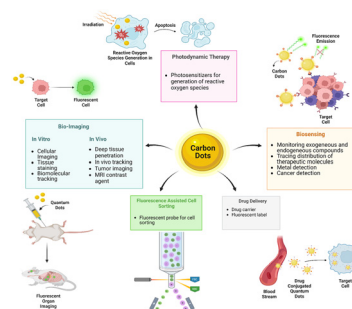 Irradiation
Apoptosis
Reactive Oxygen
Species Generation in
Cells
Photodynamic Therapy
• Photosensitizers for
generation of reactive
oxygen species
Fluorescence
Emission
Carbon
Dots
Target
Cell
Target
Cell
Fluorescent
Cell
Bio-Imaging
In Vitro
• Cellular
imaging
• Tissue
staining
• Biomolecular
tracking
In Vivo
• Deep tissue
penetration
• In vivo tracking
• Tumor imaging
• MRI contrast
agent
Carbon
Dots
Biosensing
• Monitoring exogeneous and
endogeneous compounds
• Tracing distribution of
therapeutic molecules
• Metal detection
• Cancer detection
Fluorescence Assisted Cell
Sorting
• Fluorescent probe for cell
sorting
Drug Delivery
• Drug carrier
• Fluorescent label
Quantum
Dots
Fluorescent
Organ
Imaging
Blood
Stream
Drug
Conjugated
Quantum
Dots
Target
Cell